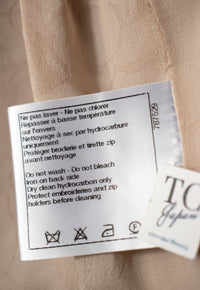 Ne pas laver - Ne pas chlorer
Repasser à basse température
sur l'envers
Nettoyage à sec par hydrocarbure
uniquement
Protéger broderie et tirette zip
avant nettoyage
Do not wash - Do not bleach
Iron on back side
Dry clean hydrocarbon only
Protect embroideries and zip
holders before cleaning
TC
Japan